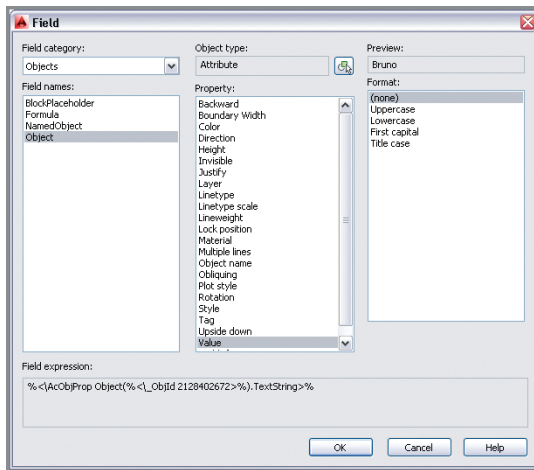 Field
Field category:
Objects
Field names:
BlockPlaceholder
Formula
NamedObject
Object
Object type:
Attribute
Property:
Backward
Boundary Width
Color
Direction
Height
Invisible
Justify
Layer
Linetype
Linetype scale
Lineweight
Lock position
Material
Multiple lines
Object name
Obliquing
Plot style
Rotation
Style
Tag
Upside down
Value
Preview:
Bruno
Format:
(none)
Uppercase
Lowercase
First capital
Title case
Field expression:
%<\AcObjProp Object(%<\_ObjId 2128402672>%).TextString>%
OK Cancel Help